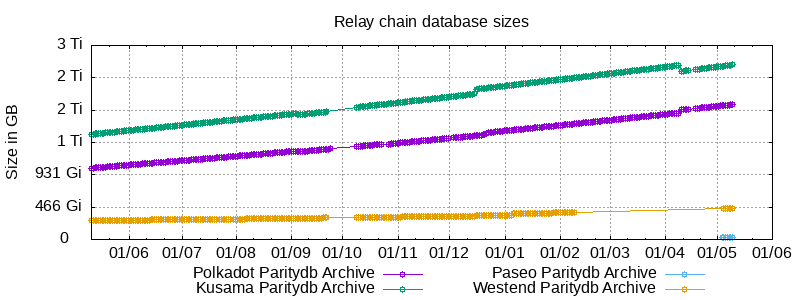 Relay chain database sizes
3 Ti
2 Ti
2 Ti
1 Ti
931 Gi
466 Gi
0
Size in GB
01/06 01/07 01/08 01/09 01/10 01/11 01/12 01/01 01/02 01/03 01/04 01/05 01/06
Polkadot Paritydb Archive Paseo Paritydb Archive
Kusama Paritydb Archive Westend Paritydb Archive